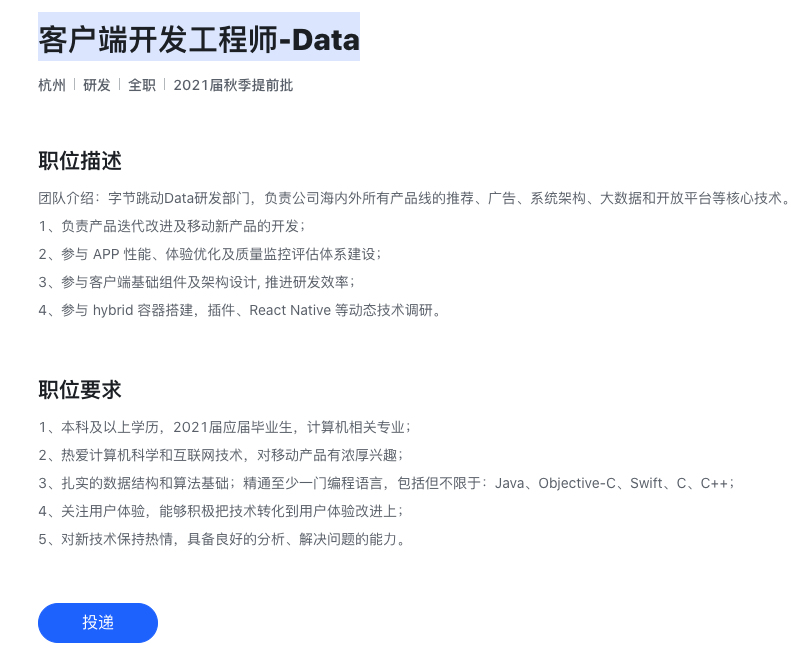 客户端开发工程师-Data
杭州 | 研发 | 全职 | 2021届秋季提前批
职位描述
团队介绍：字节跳动Data研发部门，负责公司海内外所有产品线的推荐、广告、系统架构、大数据和开放平台等核心技术。
1、负责产品迭代改进及移动新产品的开发；
2、参与 APP 性能、体验优化及质量监控评估体系建设；
3、参与客户端基础组件及架构设计, 推进研发效率；
4、参与 hybrid 容器搭建，插件、React Native 等动态技术调研。
职位要求
1、本科及以上学历，2021届应届毕业生，计算机相关专业；
2、热爱计算机科学和互联网技术，对移动产品有浓厚兴趣；
3、扎实的数据结构和算法基础；精通至少一门编程语言，包括但不限于：Java、Objective-C、Swift、C、C++；
4、关注用户体验，能够积极把技术转化到用户体验改进上；
5、对新技术保持热情，具备良好的分析、解决问题的能力。
投递